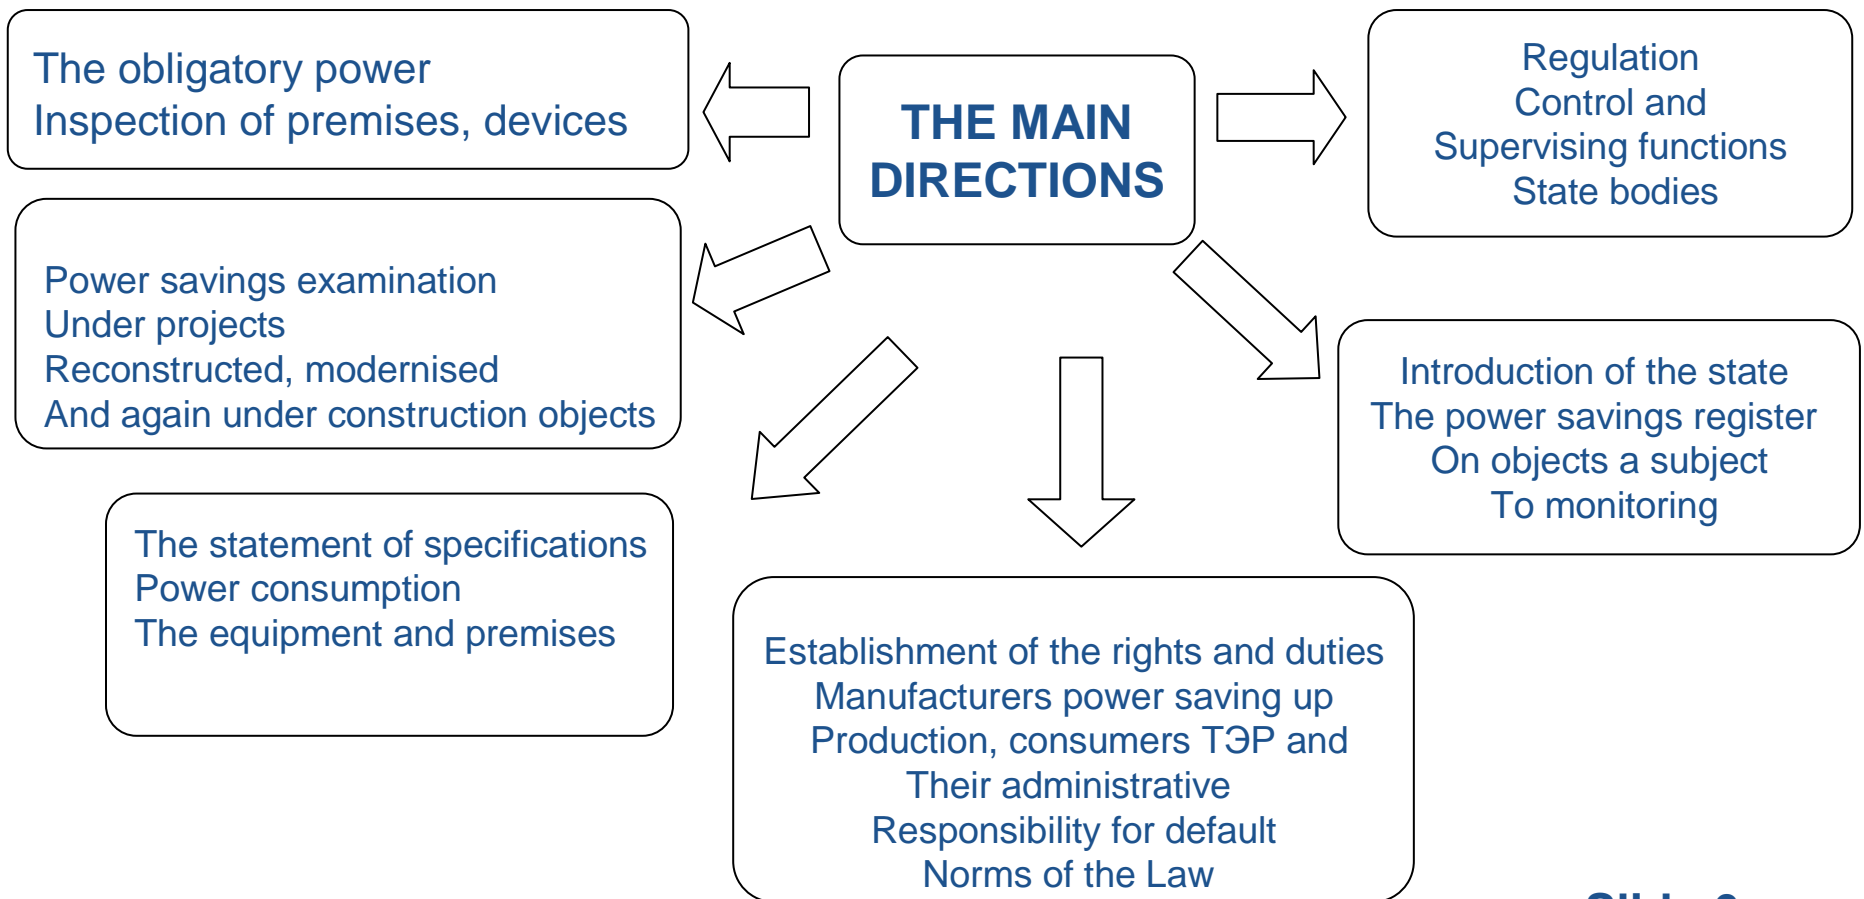 The obligatory power
Inspection of premises, devices
THE MAIN
DIRECTIONS
Regulation
Control and
Supervising functions
State bodies
Power savings examination
Under projects
Reconstructed, modernised
And again under construction objects
Introduction of the state
The power savings register
On objects a subject
To monitoring
The statement of specifications
Power consumption
The equipment and premises
Establishment of the rights and duties
Manufacturers power saving up
Production, consumers ТЭР and
Their administrative
Responsibility for default
Norms of the Law